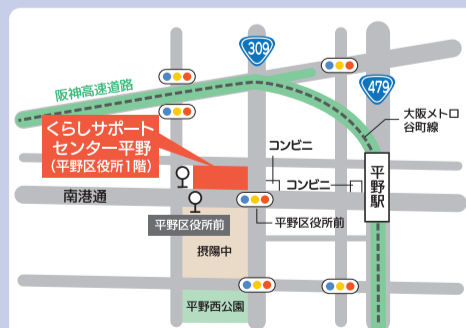 309
479
阪神高速道路
大阪メトロ
谷町線
くらしサポート
センター平野
(平野区役所1階)
コンビニ
コンビニ
平野駅
南港通
平野区役所前
平野区役所前
摂陽中
平野西公園